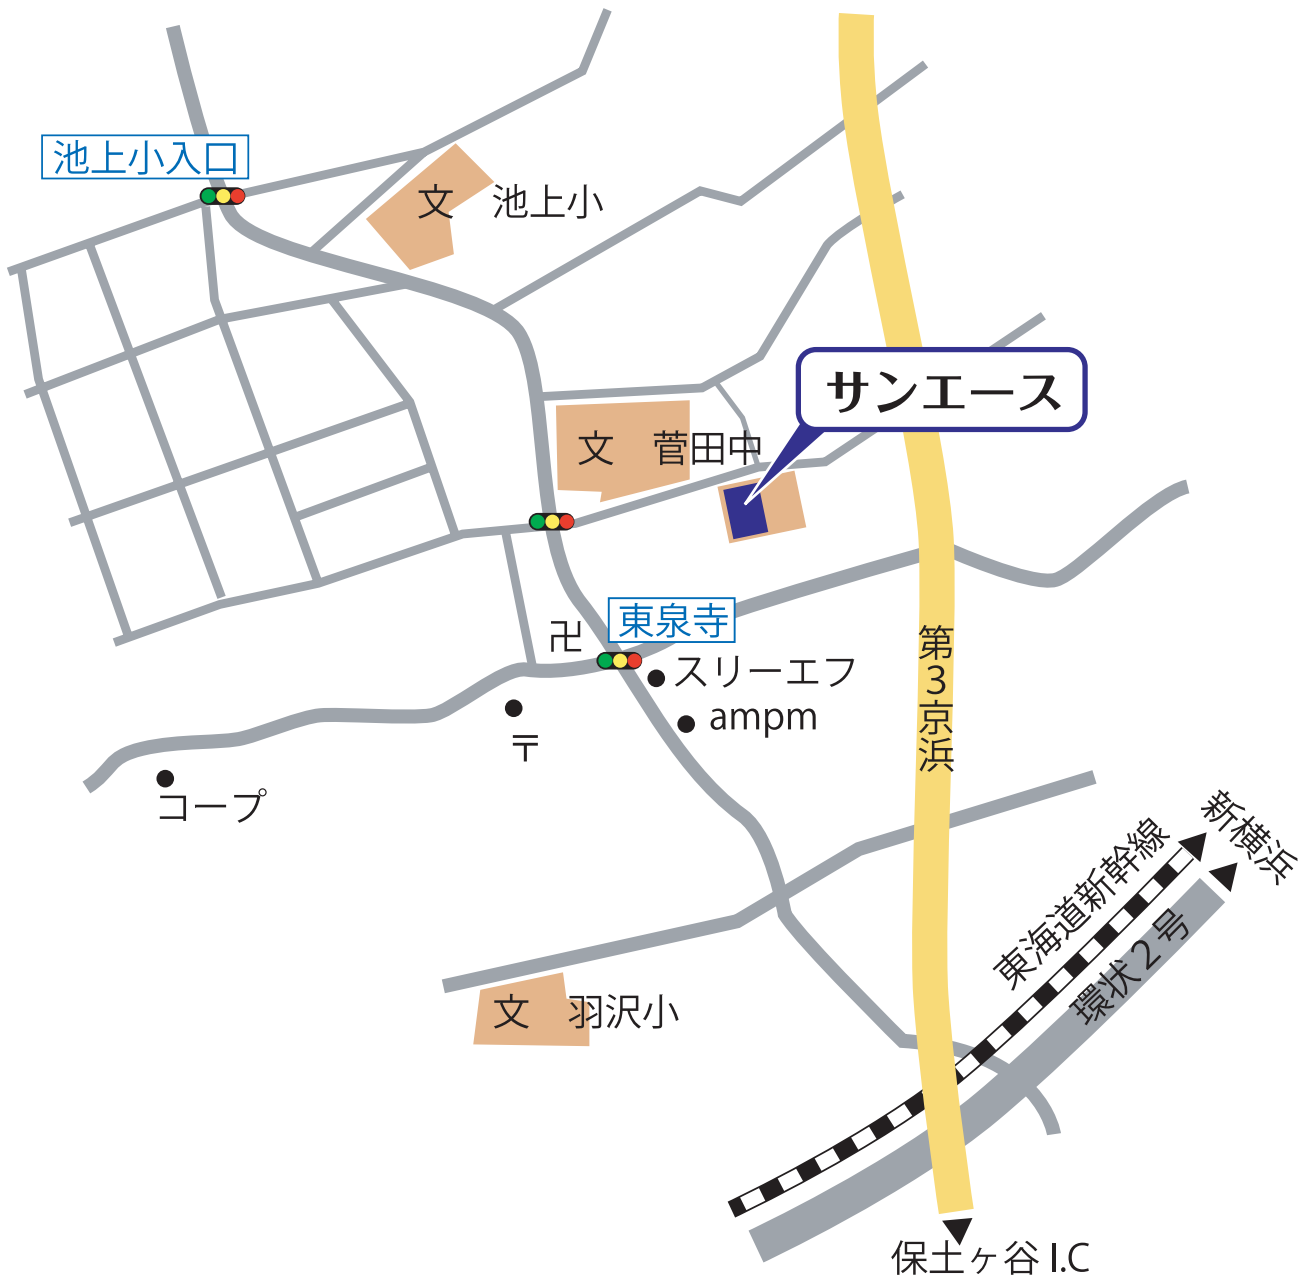 池上小入口
文 池上小
サンエース
文 菅田中
東泉寺
卍
スリーエフ
ampm
〒
コープ
第3京浜
新横浜
東海道新幹線
環状2号
文 羽沢小
保土ヶ谷 I.C